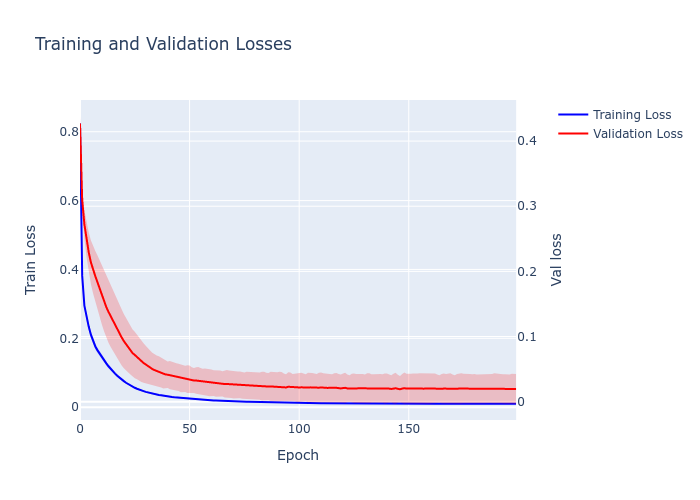 Training and Validation Losses
Training Loss
Validation Loss
Train Loss
0.8
0.6
0.4
0.2
0
Val loss
0.4
0.3
0.2
0.1
0
0 50 100 150
Epoch